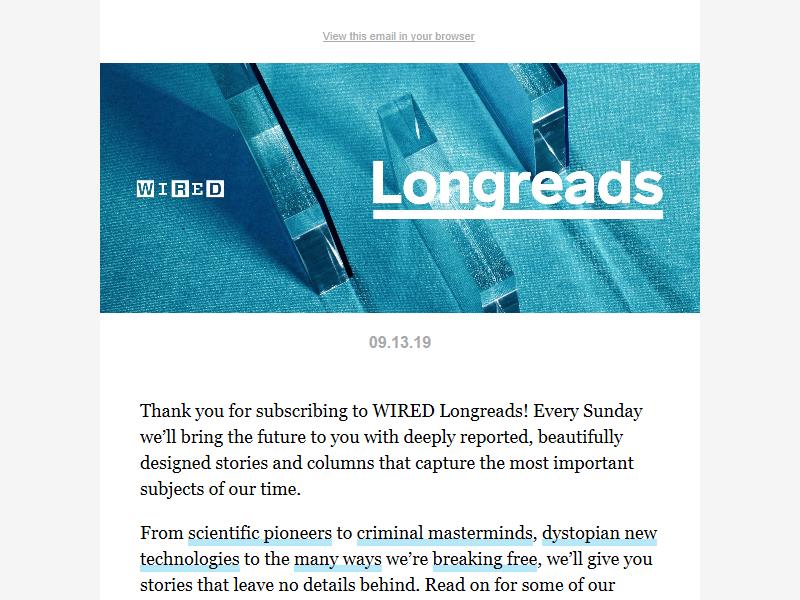 View this email in your browser
WIRED
Longreads
09.13.19
Thank you for subscribing to WIRED Longreads! Every Sunday
we’ll bring the future to you with deeply reported, beautifully
designed stories and columns that capture the most important
subjects of our time.
From scientific pioneers to criminal masterminds, dystopian new
technologies to the many ways we’re breaking free, we’ll give you
stories that leave no details behind. Read on for some of our